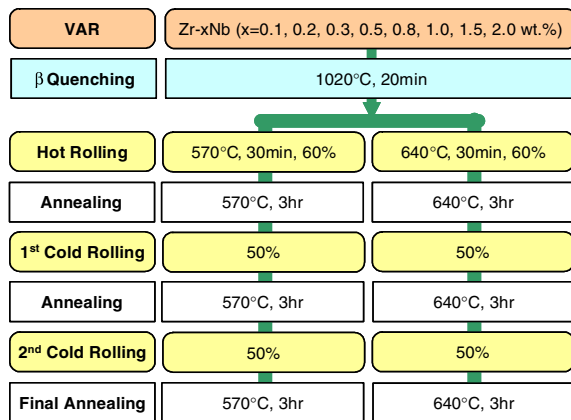 VAR Zr-xNb (x=0.1, 0.2, 0.3, 0.5, 0.8, 1.0, 1.5, 2.0 wt.%)
β Quenching 1020°C, 20min
Hot Rolling 570°C, 30min, 60% 640°C, 30min, 60%
Annealing 570°C, 3hr 640°C, 3hr
1st Cold Rolling 50% 50%
Annealing 570°C, 3hr 640°C, 3hr
2nd Cold Rolling 50% 50%
Final Annealing 570°C, 3hr 640°C, 3hr